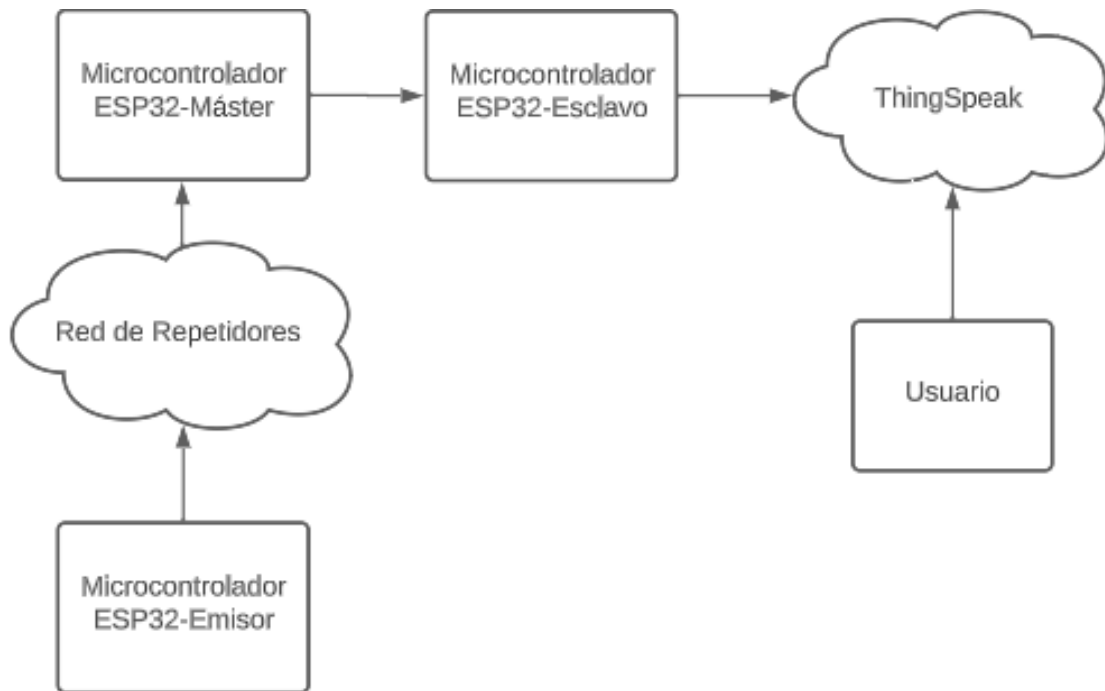 Microcontrolador
ESP32-Máster
Microcontrolador
ESP32-Esclavo
ThingSpeak
Red de Repetidores
Usuario
Microcontrolador
ESP32-Emisor